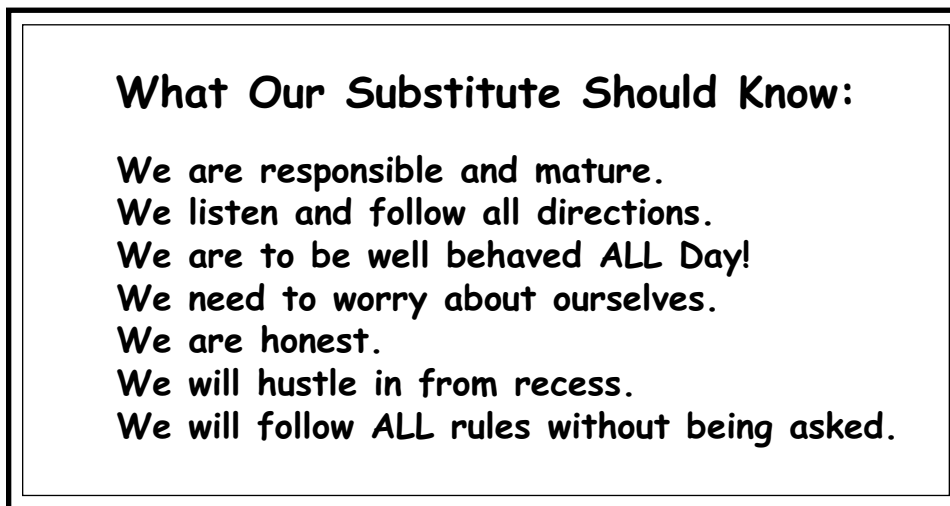 What Our Substitute Should Know:
We are responsible and mature.
We listen and follow all directions.
We are to be well behaved ALL Day!
We need to worry about ourselves.
We are honest.
We will hustle in from recess.
We will follow ALL rules without being asked.